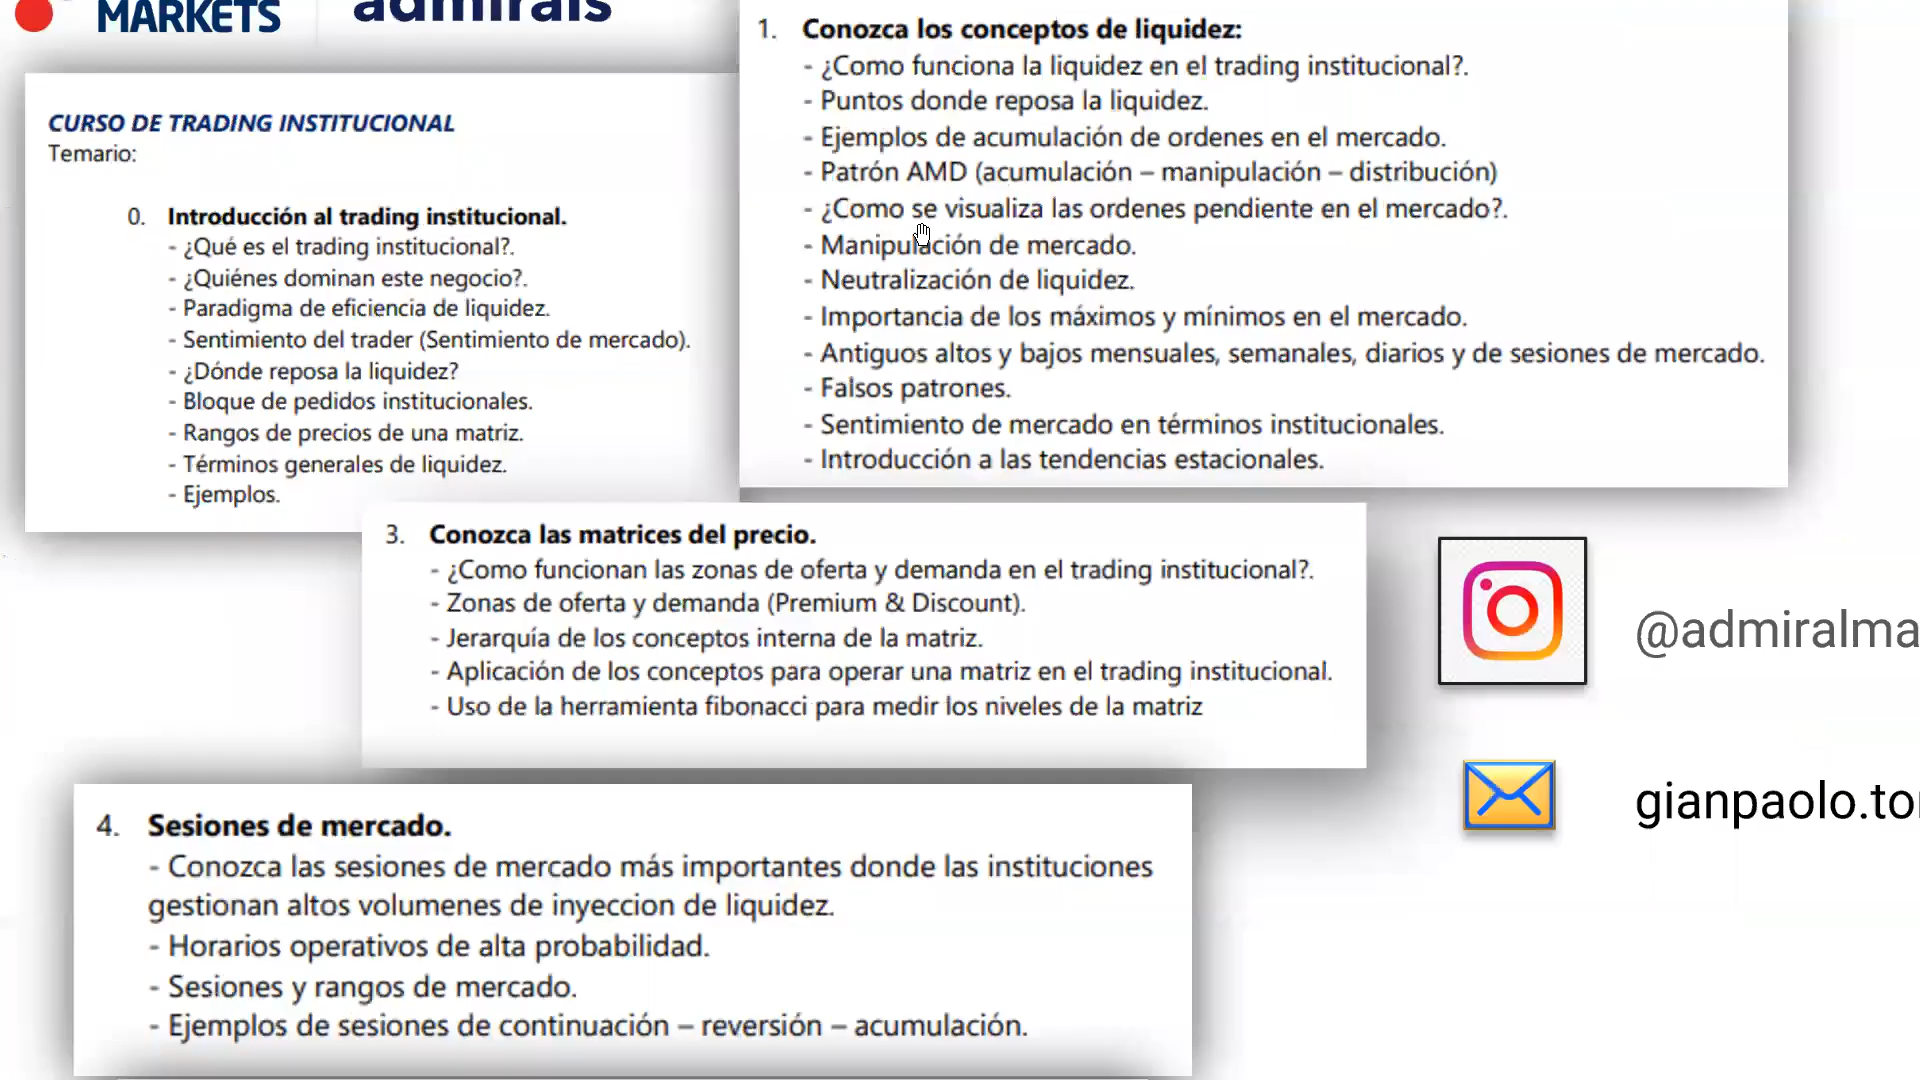 MARKETS
admirals
CURSO DE TRADING INSTITUCIONAL
Temario:
0. Introducción al trading institucional.
- ¿Qué es el trading institucional?.
- ¿Quiénes dominan este negocio?.
- Paradigma de eficiencia de liquidez.
- Sentimiento del trader (Sentimiento de mercado).
- ¿Dónde reposa la liquidez?
- Bloque de pedidos institucionales.
- Rangos de precios de una matriz.
- Términos generales de liquidez.
- Ejemplos.
1. Conozca los conceptos de liquidez:
- ¿Como funciona la liquidez en el trading institucional?.
- Puntos donde reposa la liquidez.
- Ejemplos de acumulación de ordenes en el mercado.
- Patrón AMD (acumulación – manipulación – distribución)
- ¿Como se visualiza las ordenes pendiente en el mercado?.
- Manipulación de mercado.
- Neutralización de liquidez.
- Importancia de los máximos y mínimos en el mercado.
- Antiguos altos y bajos mensuales, semanales, diarios y de sesiones de mercado.
- Falsos patrones.
- Sentimiento de mercado en términos institucionales.
- Introducción a las tendencias estacionales.
3. Conozca las matrices del precio.
- ¿Como funcionan las zonas de oferta y demanda en el trading institucional?.
- Zonas de oferta y demanda (Premium & Discount).
- Jerarquía de los conceptos interna de la matriz.
- Aplicación de los conceptos para operar una matriz en el trading institucional.
- Uso de la herramienta fibonacci para medir los niveles de la matriz
4. Sesiones de mercado.
- Conozca las sesiones de mercado más importantes donde las instituciones
gestionan altos volumenes de inyeccion de liquidez.
- Horarios operativos de alta probabilidad.
- Sesiones y rangos de mercado.
- Ejemplos de sesiones de continuación – reversión – acumulación.
@admiralma
gianpaolo.to